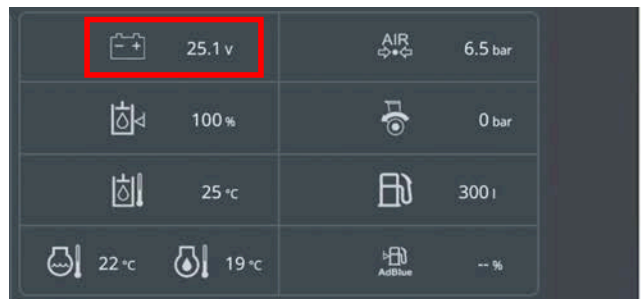 25.1 v
AIR
6.5 bar
100 %
0 bar
25 °C
300 l
22 °C
19 °C
AdBlue
-- %